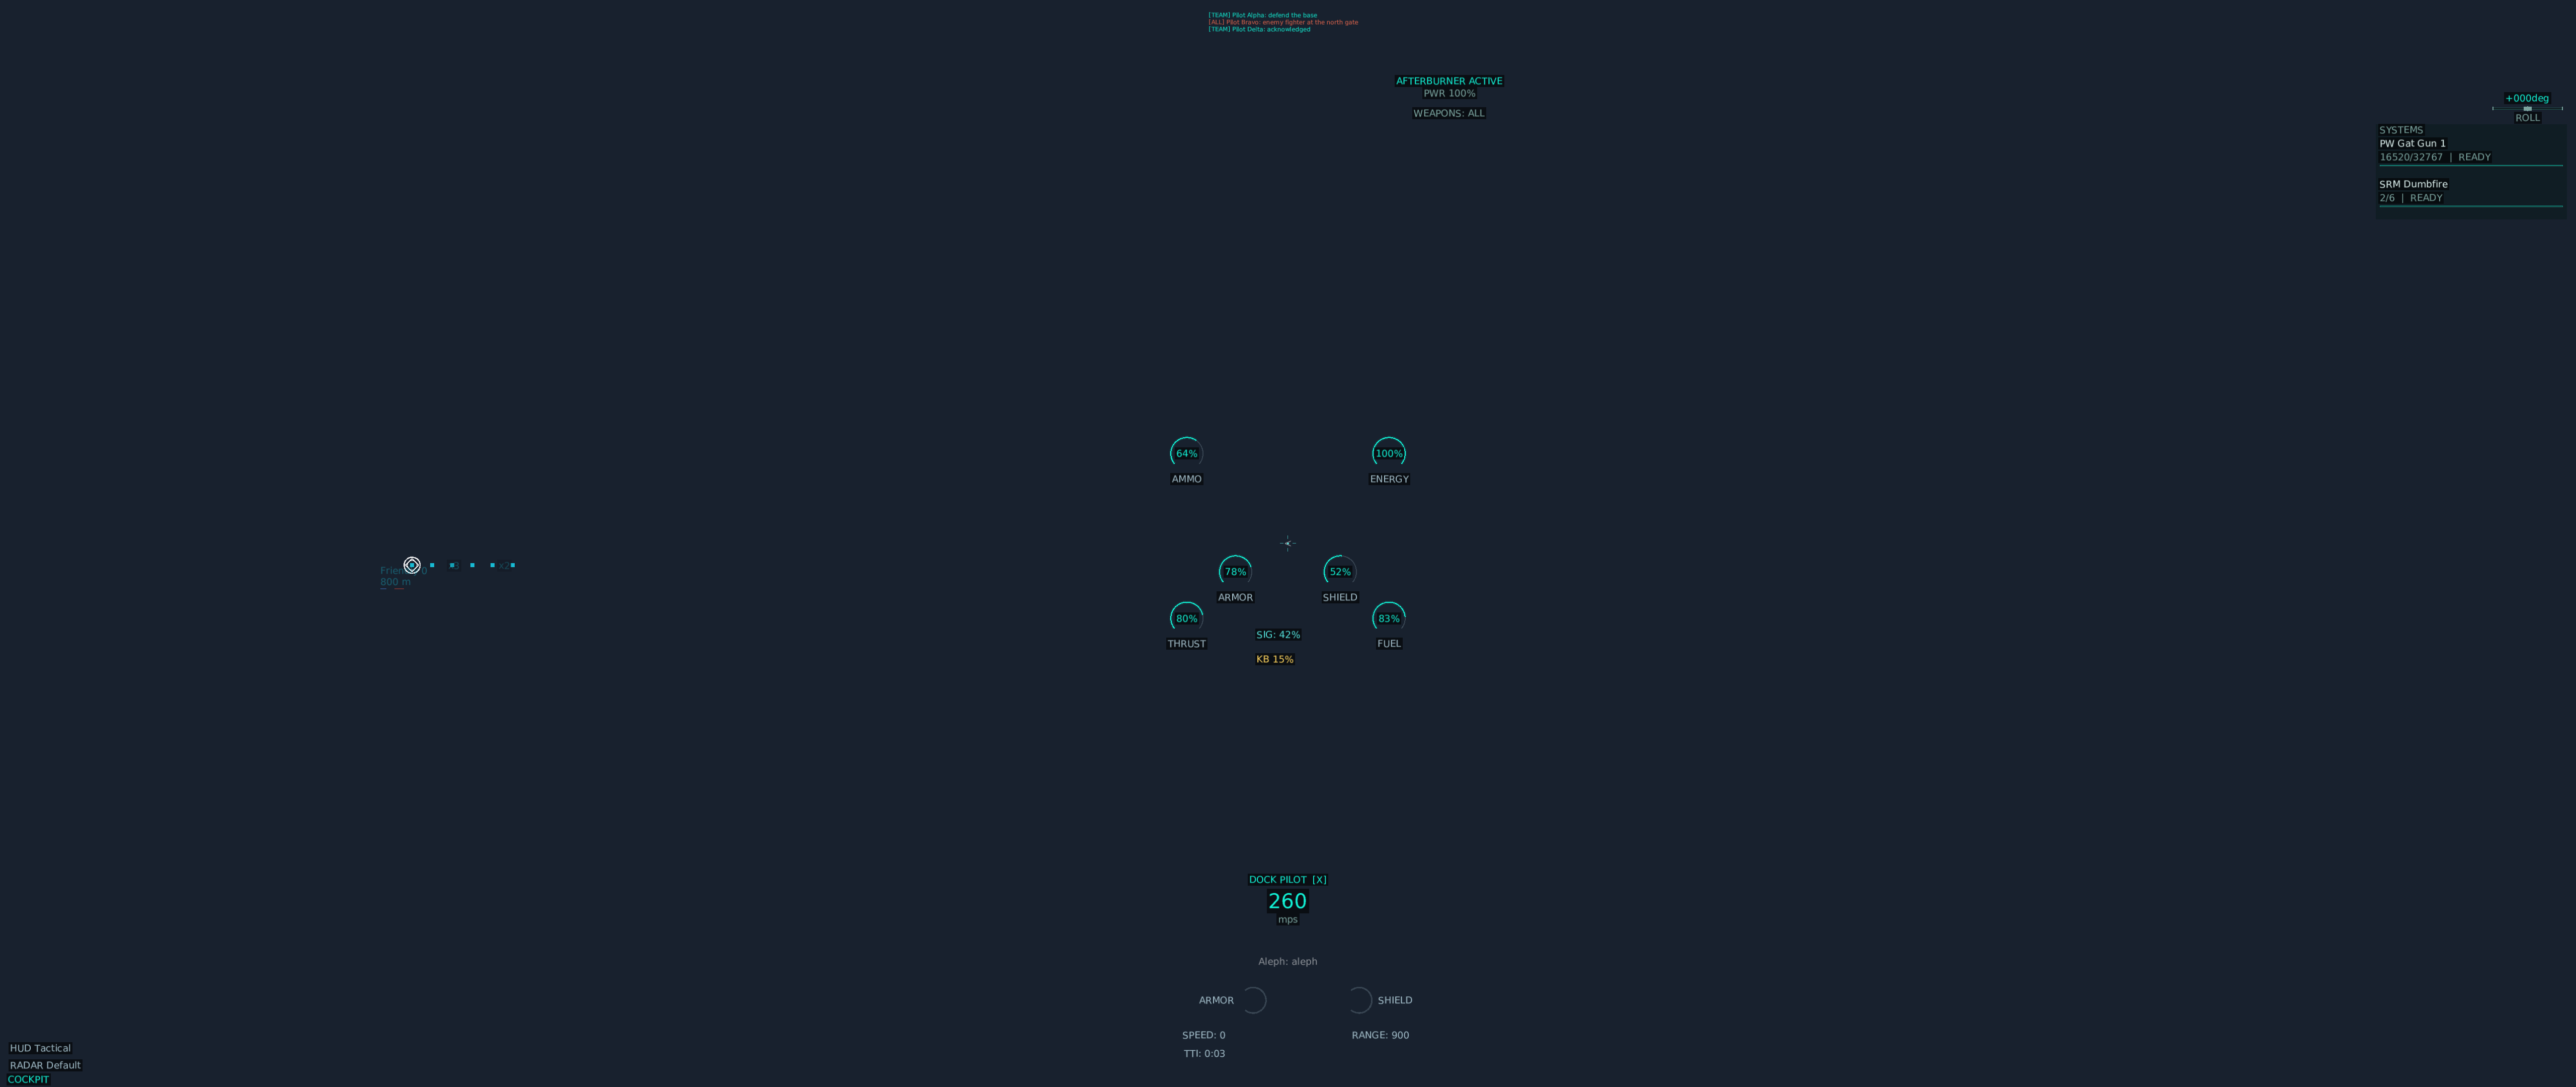 [TEAM] Pilot Alpha: defend the base
[ALL] Pilot Bravo: enemy fighter at the north gate
[TEAM] Pilot Delta: acknowledged
AFTERBURNER ACTIVE
PWR 100%
WEAPONS: ALL
+000deg
ROLL
SYSTEMS
PW Gat Gun 1
16520/32767 | READY
SRM Dumbfire
2/6 | READY
64%
AMMO
100%
ENERGY
800 m
78%
ARMOR
52%
SHIELD
80%
THRUST
83%
FUEL
SIG: 42%
KB 15%
DOCK PILOT [X]
260
mps
Aleph: aleph
ARMOR
SHIELD
SPEED: 0
RANGE: 900
TTI: 0:03
HUD Tactical
RADAR Default
COCKPIT